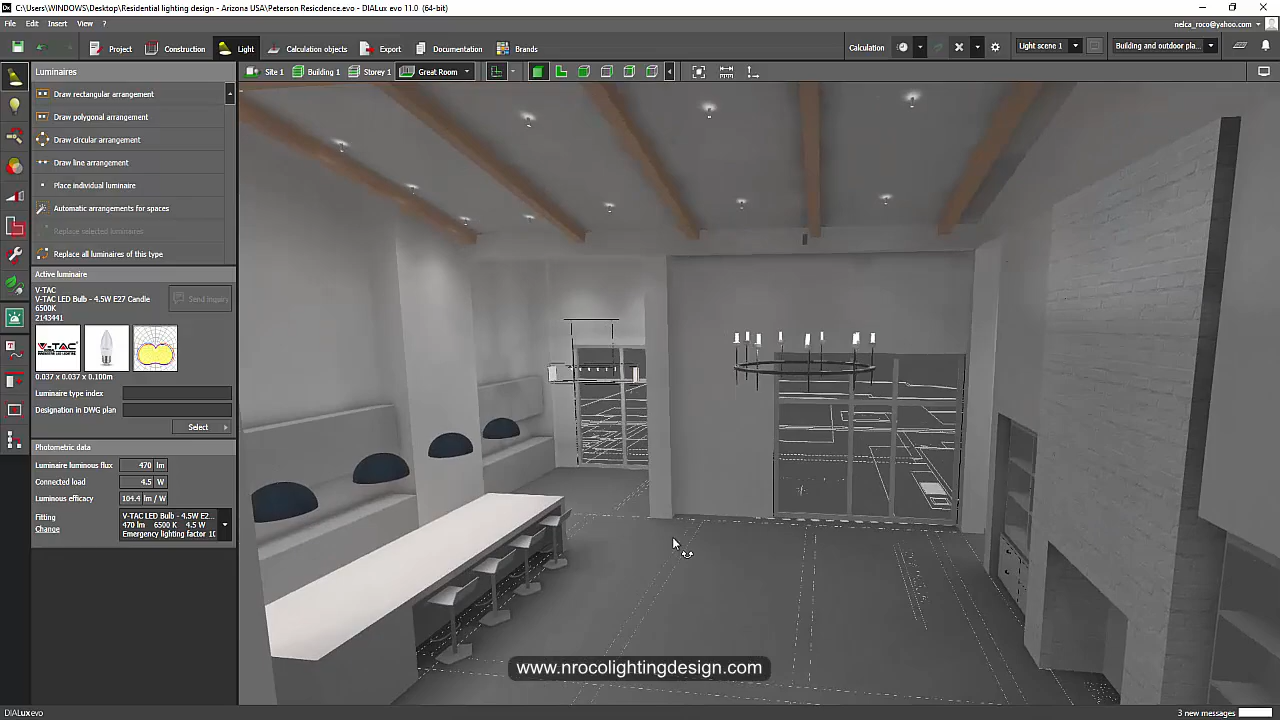 C:\Users\WINDOWS\Desktop\Residential lighting design - Arizona USA\Peterson Resicdence.evo - DIALux evo 11.0 (64-bit)
File Edit Insert View ?
nelca_roco@yahoo.com
Project Construction Light Calculation objects Export Documentation Brands
Calculation Light scene 1 Building and outdoor pla...
Luminaires
Site 1 Building 1 Storey 1 Great Room
Draw rectangular arrangement
Draw polygonal arrangement
Draw circular arrangement
Draw line arrangement
Place individual luminaire
Automatic arrangements for spaces
Replace selected luminaires
Replace all luminaires of this type
Active luminaire
V-TAC
V-TAC LED Bulb - 4.5W E27 Candle
6500K
2143441
Send inquiry
V-TAC
0.037 x 0.037 x 0.100m
Luminaire type index
Designation in DWG plan
Select
Photometric data
Luminaire luminous flux 470 lm
Connected load 4.5 W
Luminous efficacy 104.4 lm / W
Fitting
Change
V-TAC LED Bulb - 4.5W E2...
470 lm 6500 K 4.5 W
Emergency lighting factor 1
www.nrocolightingdesign.com
DIALux evo
3 new messages